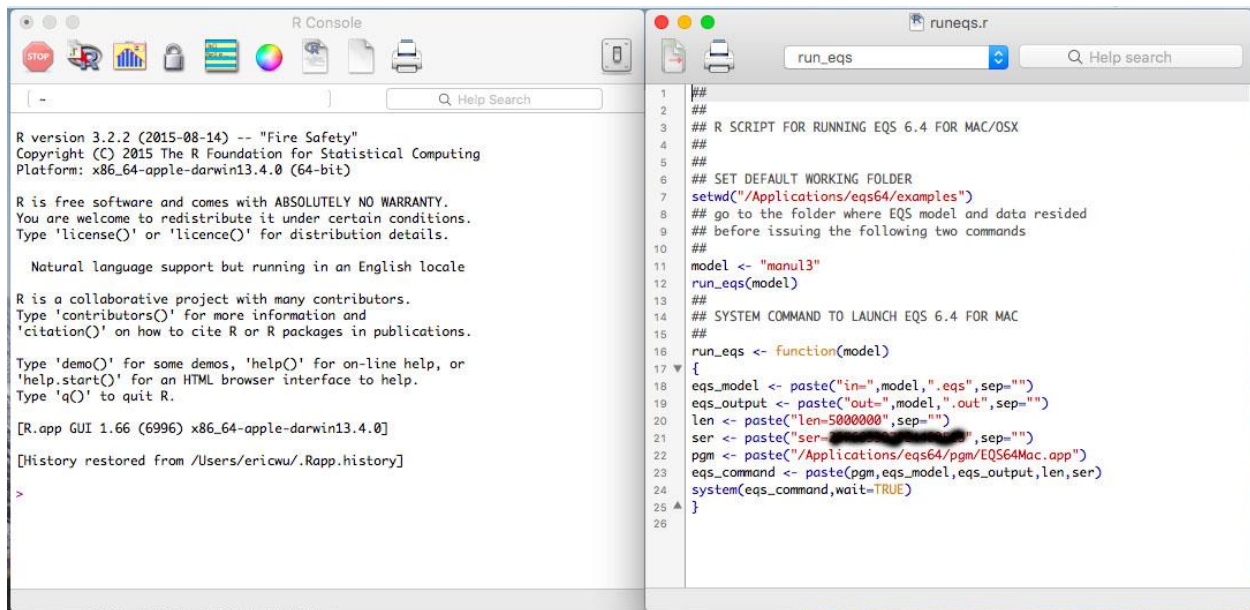 R Console
STOP
R
~
Help Search
R version 3.2.2 (2015-08-14) -- "Fire Safety"
Copyright (C) 2015 The R Foundation for Statistical Computing
Platform: x86_64-apple-darwin13.4.0 (64-bit)
R is free software and comes with ABSOLUTELY NO WARRANTY.
You are welcome to redistribute it under certain conditions.
Type 'license()' or 'licence()' for distribution details.
Natural language support but running in an English locale
R is a collaborative project with many contributors.
Type 'contributors()' for more information and
'citation()' on how to cite R or R packages in publications.
Type 'demo()' for some demos, 'help()' for on-line help, or
'help.start()' for an HTML browser interface to help.
Type 'q()' to quit R.
[R.app GUI 1.66 (6996) x86_64-apple-darwin13.4.0]
[History restored from /Users/ericwu/.Rapp.history]
>
runeqs.r
run_eqs
Help search
1 ##
2 ##
3 ## R SCRIPT FOR RUNNING EQS 6.4 FOR MAC/OSX
4 ##
5 ##
6 ## SET DEFAULT WORKING FOLDER
7 setwd("/Applications/eqs64/examples")
8 ## go to the folder where EQS model and data resided
9 ## before issuing the following two commands
10 ##
11 model <- "manul3"
12 run_eqs(model)
13 ##
14 ## SYSTEM COMMAND TO LAUNCH EQS 6.4 FOR MAC
15 ##
16 run_eqs <- function(model)
17 {
18 eqs_model <- paste("in=",model,".eqs",sep="")
19 eqs_output <- paste("out=",model,".out",sep="")
20 len <- paste("len=5000000",sep="")
21 ser <- paste("ser= ",sep="")
22 pgm <- paste("/Applications/eqs64/pgm/EQS64Mac.app")
23 eqs_command <- paste(pgm,eqs_model,eqs_output,len,ser)
24 system(eqs_command,wait=TRUE)
25 }
26